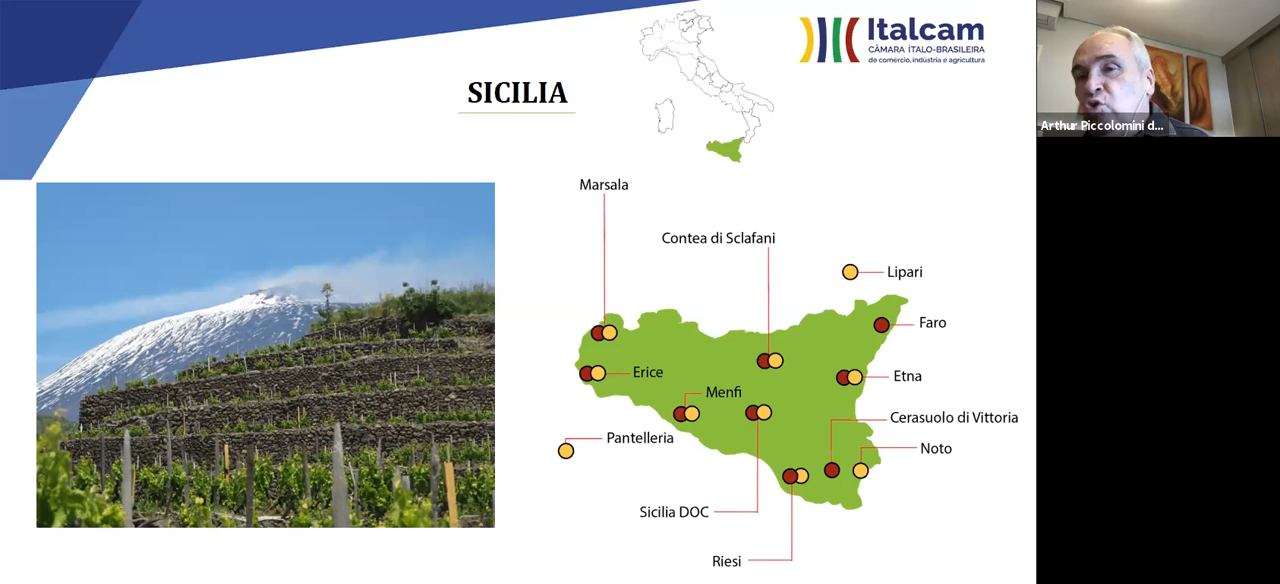 Italcam
CÂMARA ÍTALO-BRASILEIRA
de comércio, indústria e agricultura
SICILIA
Arthur Piccolomini d...
Marsala
Contea di Sclafani
Lipari
Faro
Erice
Etna
Menfi
Cerasuolo di Vittoria
Pantelleria
Noto
Sicilia DOC
Riesi